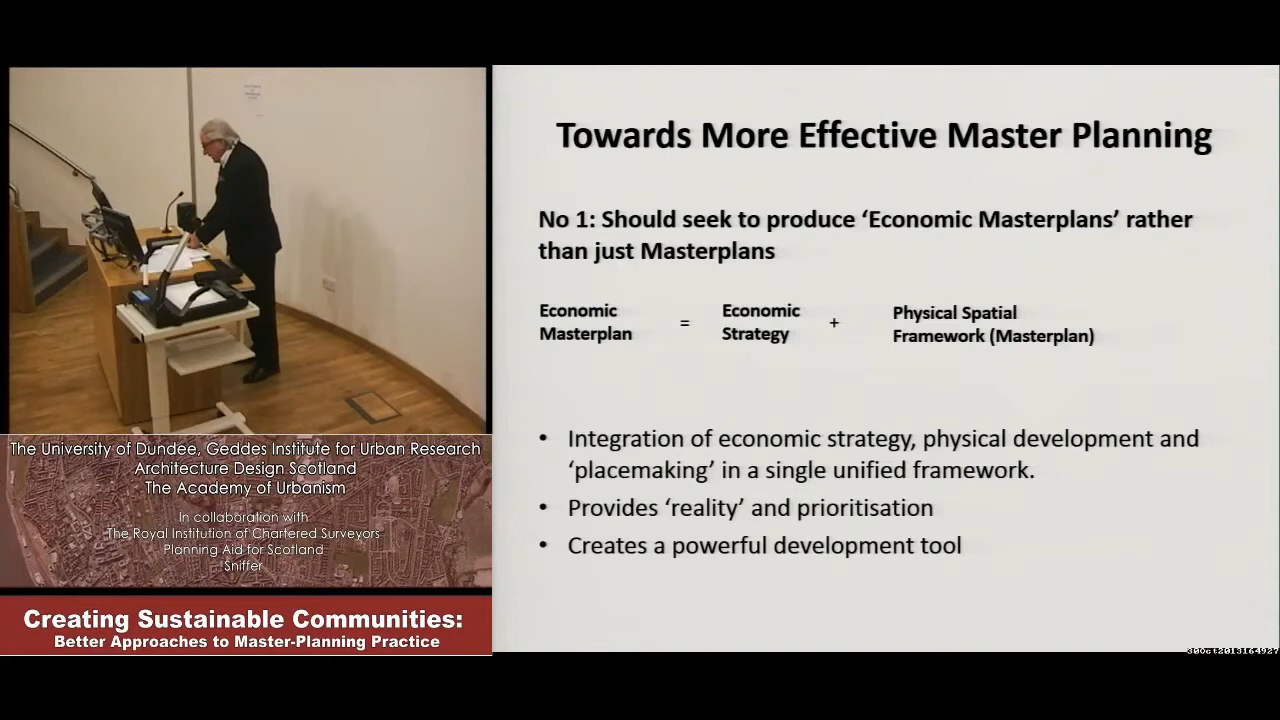 Towards More Effective Master Planning
No 1: Should seek to produce ‘Economic Masterplans’ rather
than just Masterplans
Economic
Masterplan
=
Economic
Strategy
+
Physical Spatial
Framework (Masterplan)
• Integration of economic strategy, physical development and
‘placemaking’ in a single unified framework.
• Provides ‘reality’ and prioritisation
• Creates a powerful development tool
The University of Dundee, Geddes Institute for Urban Research
Architecture Design Scotland
The Academy of Urbanism
In collaboration with
The Royal Institution of Chartered Surveyors
Planning Aid for Scotland
Sniffer
Creating Sustainable Communities:
Better Approaches to Master-Planning Practice
30Oct2013164927